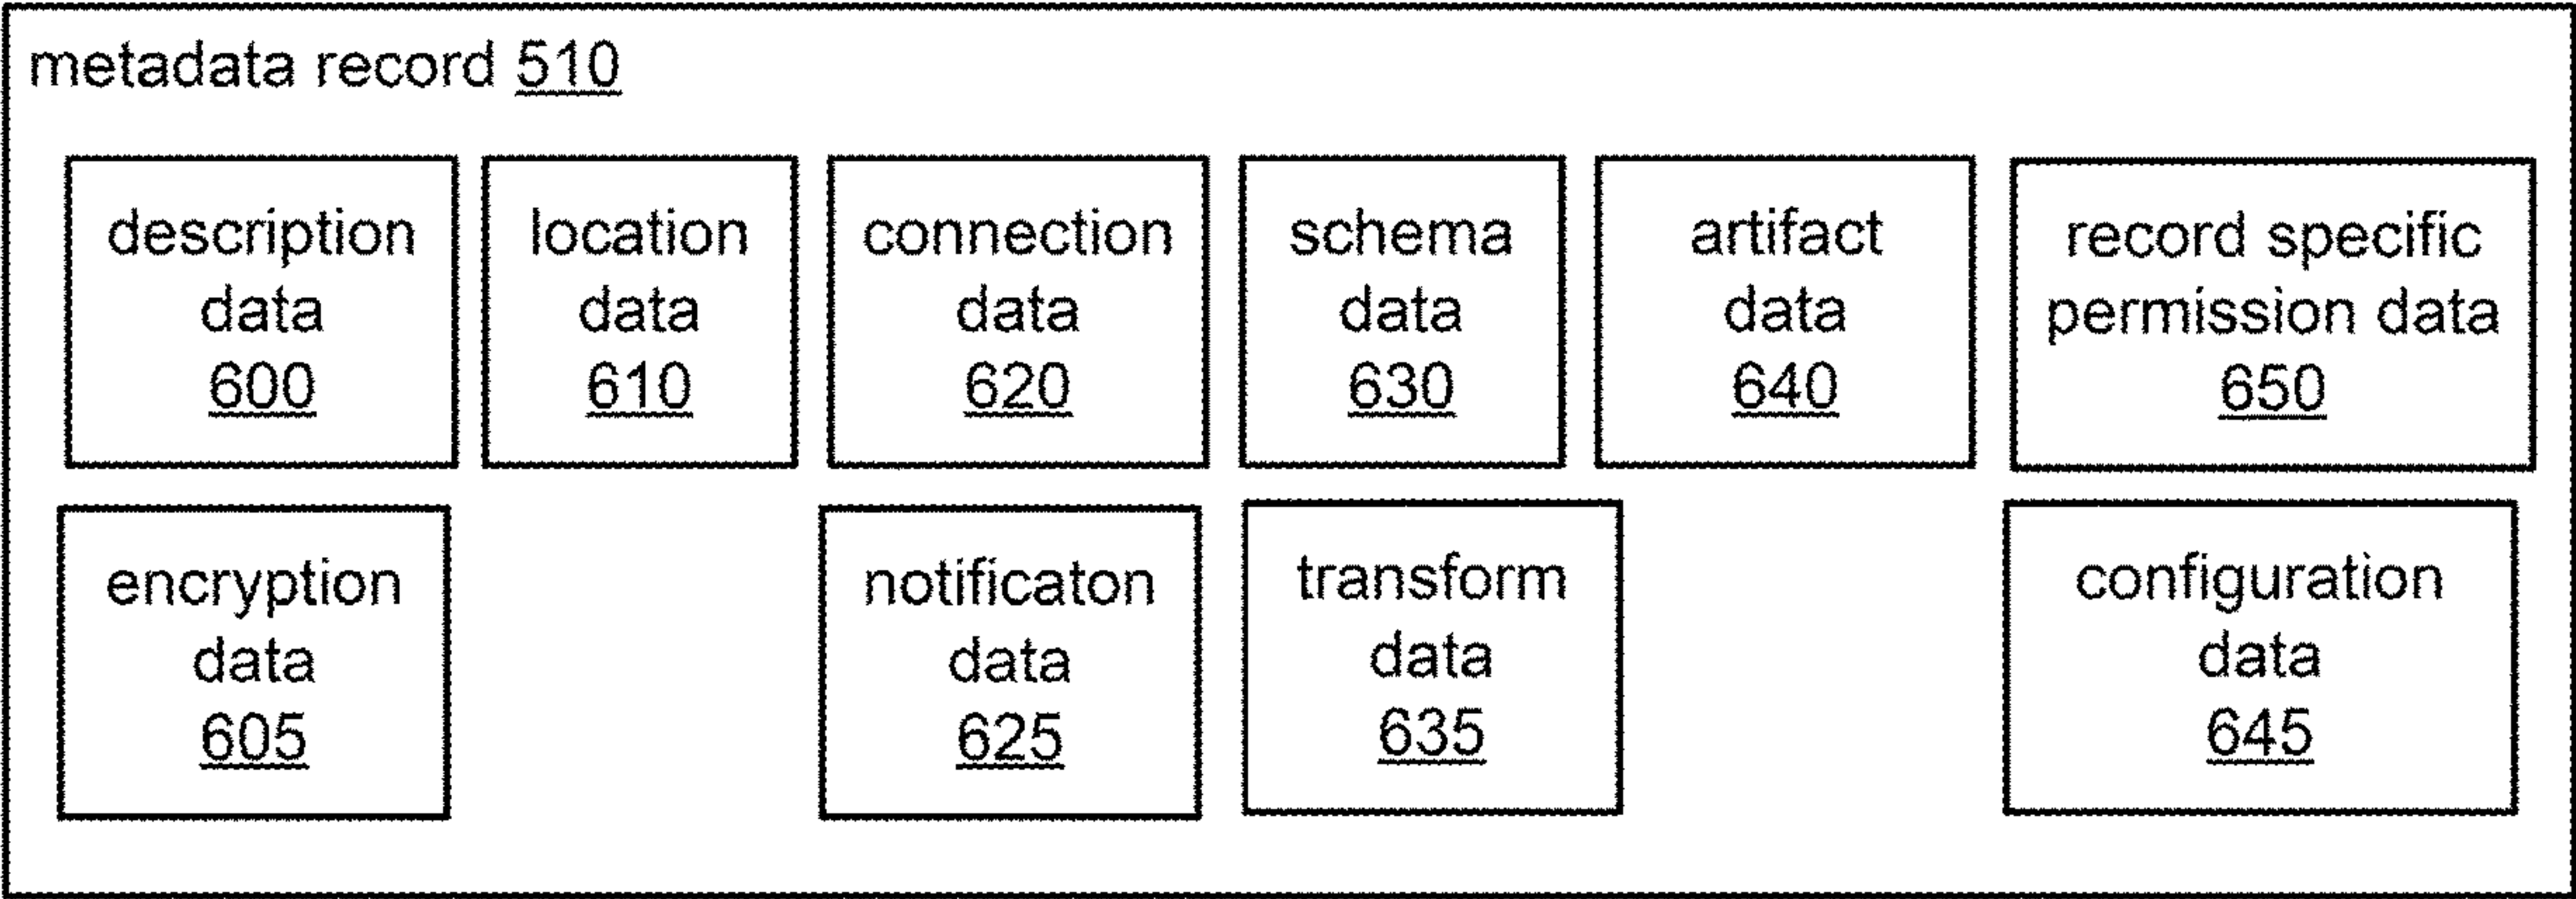 metadata record 510
description
data
600
location
data
610
connection
data
620
schema
data
630
artifact
data
640
record specific
permission data
650
encryption
data
605
notificaton
data
625
transform
data
635
configuration
data
645